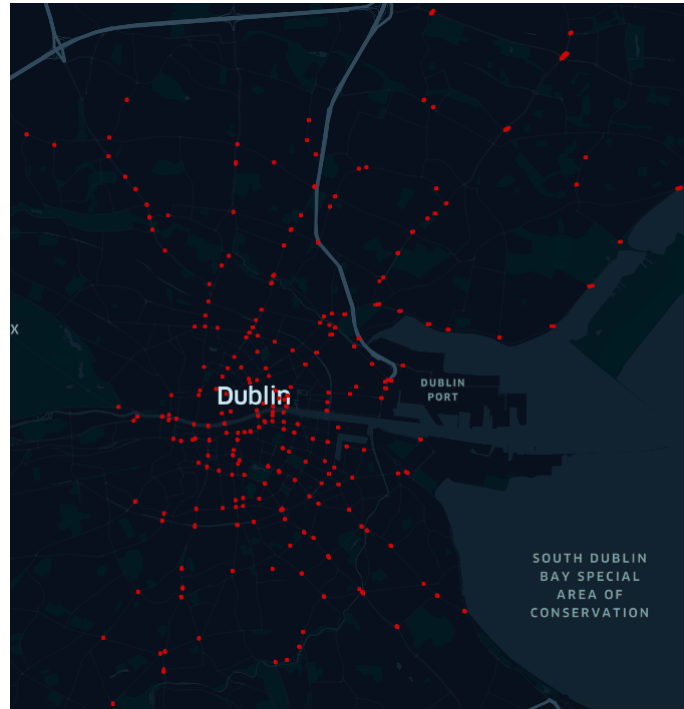 X
Dublin
DUBLIN
PORT
SOUTH DUBLIN
BAY SPECIAL
AREA OF
CONSERVATION